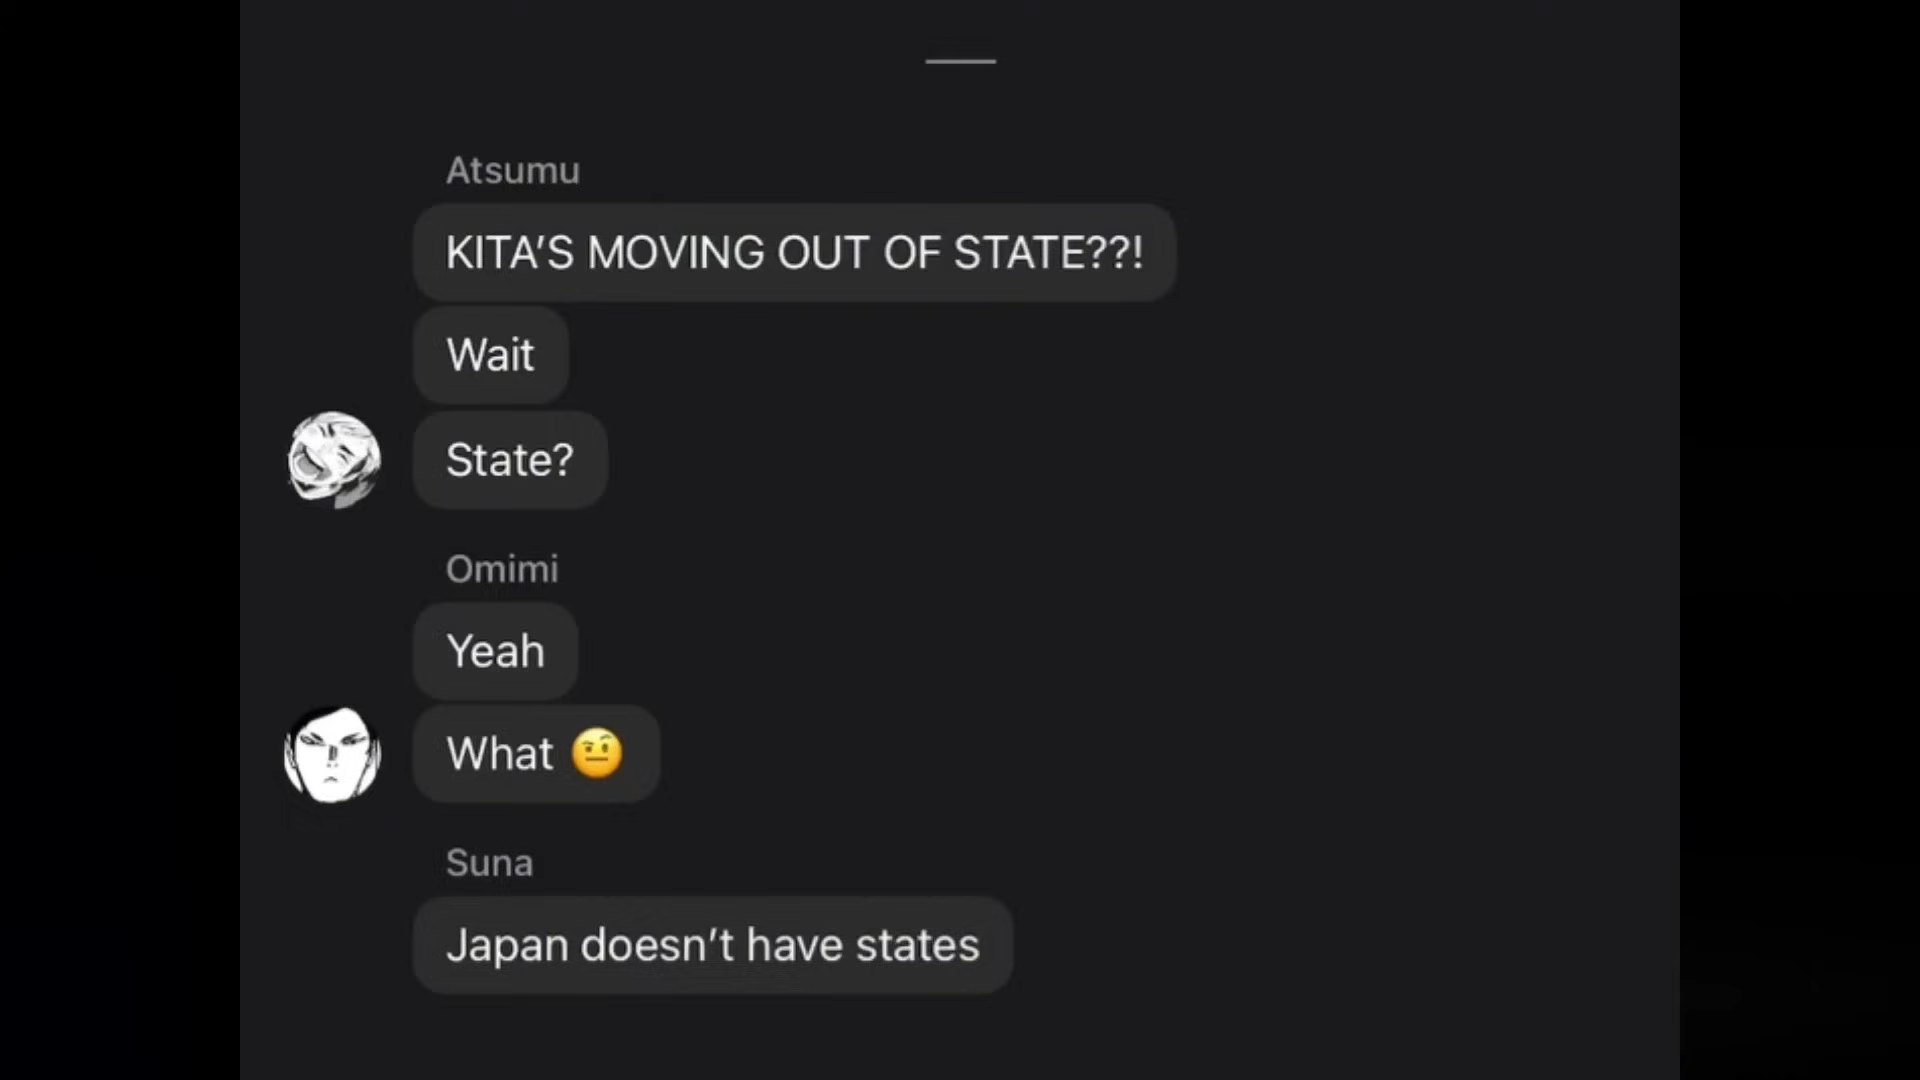 Atsumu
KITA’S MOVING OUT OF STATE??!
Wait
State?
Omimi
Yeah
What 🤨
Suna
Japan doesn’t have states